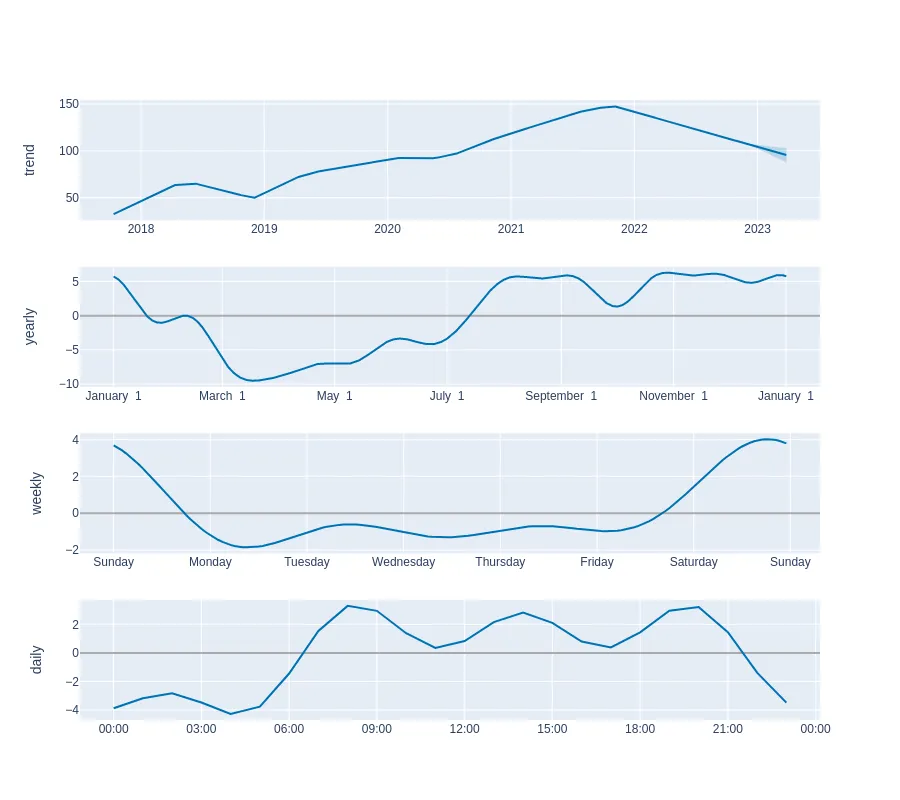 150
100
50
trend
2018 2019 2020 2021 2022 2023
5
0
−5
−10
yearly
January 1 March 1 May 1 July 1 September 1 November 1 January 1
4
2
0
−2
weekly
Sunday Monday Tuesday Wednesday Thursday Friday Saturday Sunday
2
0
−2
−4
daily
00:00 03:00 06:00 09:00 12:00 15:00 18:00 21:00 00:00